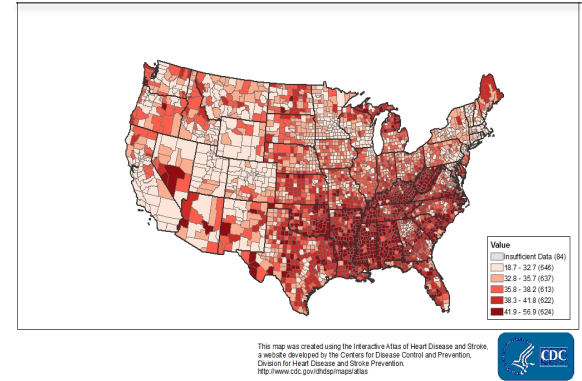 Value
Insufficient Data (84)
18.7 - 32.7 (646)
32.8 - 35.7 (637)
35.8 - 38.2 (613)
38.3 - 41.8 (622)
41.9 - 56.9 (624)
This map was created using the Interactive Atlas of Heart Disease and Stroke,
a website developed by the Centers for Disease Control and Prevention,
Division for Heart Disease and Stroke Prevention.
http://www.cdc.gov/dhdsp/maps/atlas
CDC